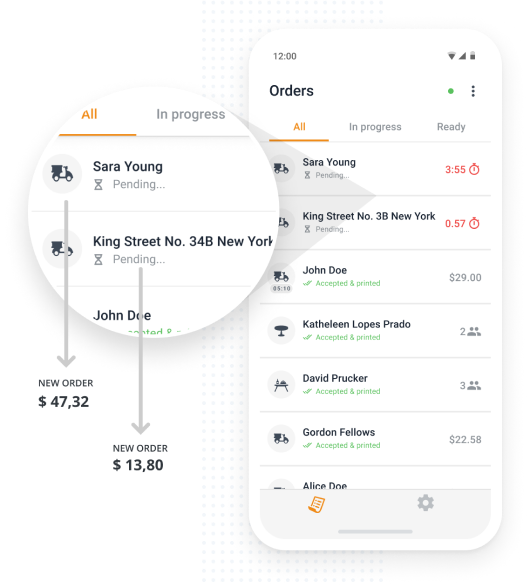 12:00
Orders
All
In progress
Ready
Sara Young
Pending...
3:55
King Street No. 3B New York
Pending...
0.57
John Doe
Accepted & printed
05:10
$29.00
Katheleen Lopes Prado
Accepted & printed
2
David Prucker
Accepted & printed
3
Gordon Fellows
Accepted & printed
$22.58
Alice Doe
All
In progress
Sara Young
Pending...
King Street No. 34B New York
Pending...
John Doe
NEW ORDER
$ 47,32
NEW ORDER
$ 13,80